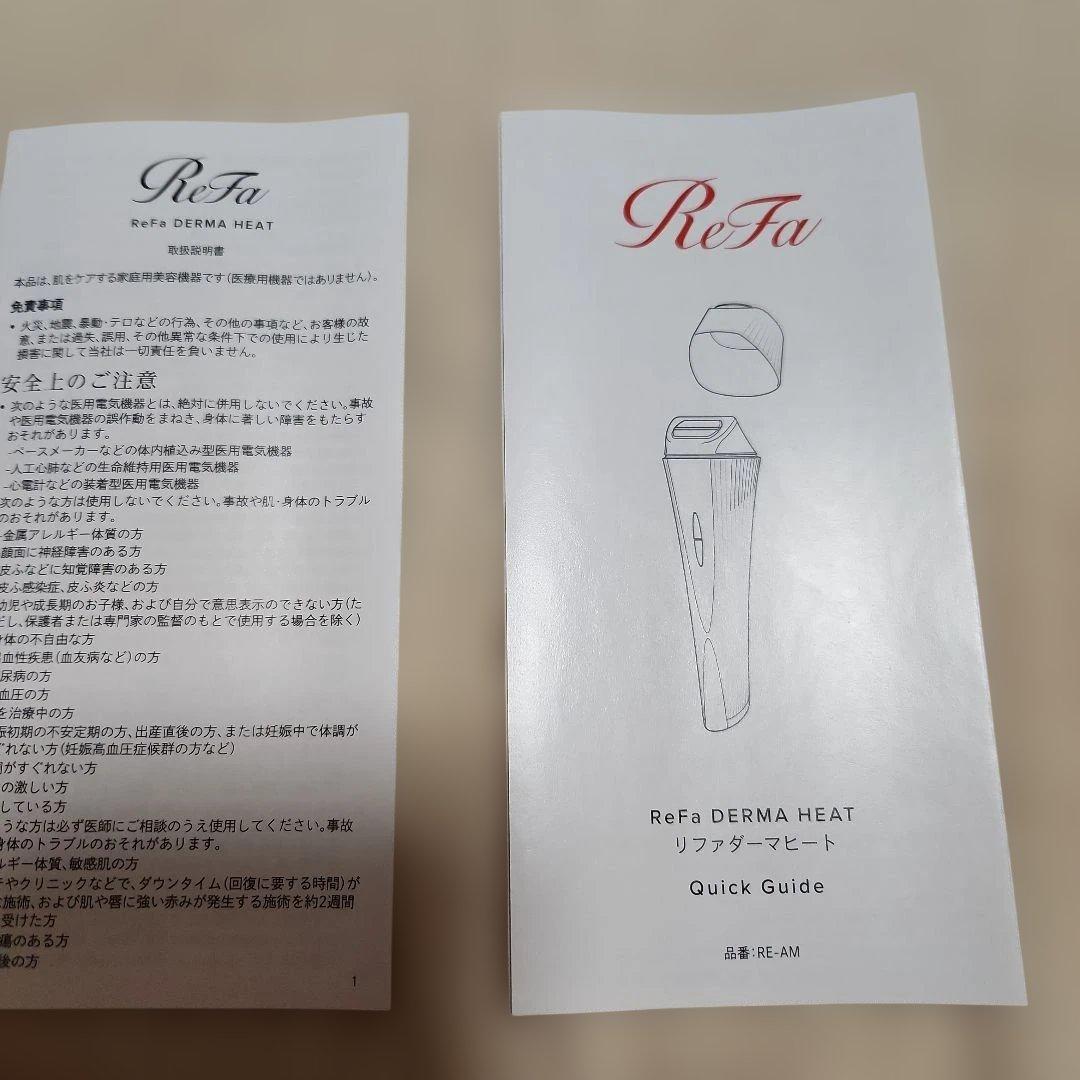 ReFa
ReFa DERMA HEAT
取扱説明書
本品は、肌をケアする家庭用美容機器です(医療用機器ではありません)。
免責事項
• 火災、地震、暴動・テロなどの行為、その他の事項など、お客様の故
意、または過失、誤用、その他異常な条件下での使用により生じた
損害に関して当社は一切責任を負いません。
安全上のご注意
• 次のような医用電気機器とは、絶対に併用しないでください。事故
や医用電気機器の誤作動をまねき、身体に著しい障害をもたらす
おそれがあります。
-ペースメーカーなどの体内植込み型医用電気機器
-人工心肺などの生命維持用医用電気機器
-心電計などの装着型医用電気機器
次のような方は使用しないでください。事故や肌・身体のトラブル
のおそれがあります。
-金属アレルギー体質の方
顔面に神経障害のある方
皮ふなどに知覚障害のある方
皮ふ感染症、皮ふ炎などの方
幼児や成長期のお子様、および自分で意思表示のできない方(た
だし、保護者または専門家の監督のもとで使用する場合を除く)
身体の不自由な方
血性疾患(血友病など)の方
尿病の方
血圧の方
を治療中の方
娠初期の不安定期の方、出産直後の方、または妊娠中で体調が
ぐれない方(妊娠高血圧症候群の方など)
がすぐれない方
の激しい方
している方
うな方は必ず医師にご相談のうえ使用してください。事故
身体のトラブルのおそれがあります。
ルギー体質、敏感肌の方
やクリニックなどで、ダウンタイム(回復に要する時間)が
施術、および肌や唇に強い赤みが発生する施術を約2週間
受けた方
瘍のある方
後の方
1
ReFa
ReFa DERMA HEAT
リファダーマヒート
Quick Guide
品番:RE-AM